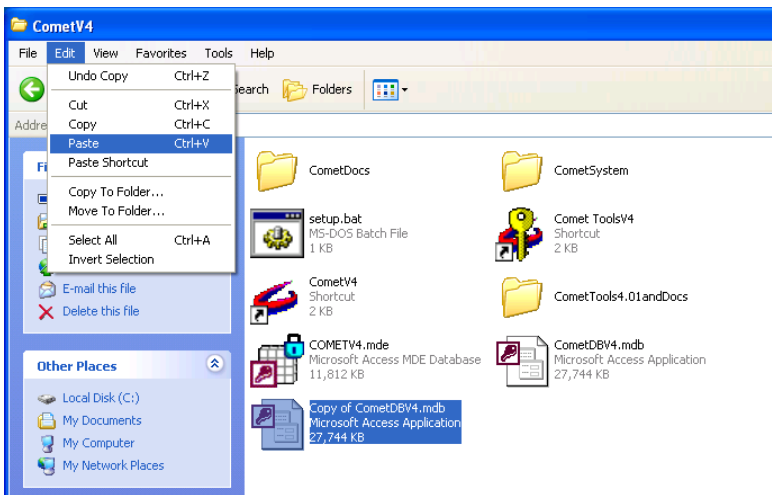 CometV4
File Edit View Favorites Tools Help
Undo Copy Ctrl+Z
Cut Ctrl+X
Copy Ctrl+C
Paste Ctrl+V
Paste Shortcut
Copy To Folder...
Move To Folder...
Select All Ctrl+A
Invert Selection
earch Folders
Addre
Fi
E-mail this file
Delete this file
Other Places
Local Disk (C:)
My Documents
My Computer
My Network Places
CometDocs
CometSystem
setup.bat
MS-DOS Batch File
1 KB
Comet ToolsV4
Shortcut
2 KB
CometV4
Shortcut
2 KB
CometTools4.01andDocs
COMETV4.mde
Microsoft Access MDE Database
11,812 KB
CometDBV4.mdb
Microsoft Access Application
27,744 KB
Copy of CometDBV4.mdb
Microsoft Access Application
27,744 KB